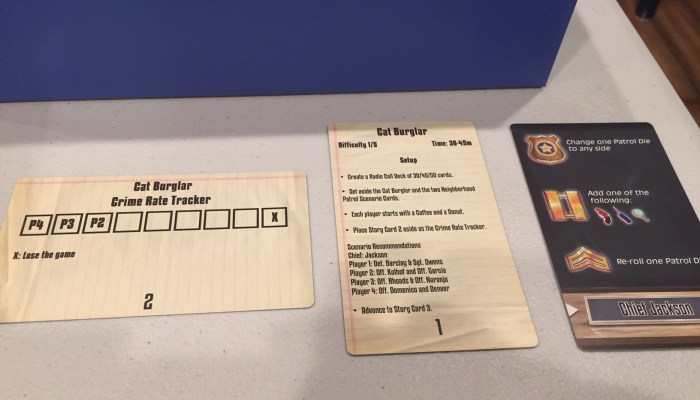 Cat Burglar
Crime Rate Tracker
P4 P3 P2 X
X: Lose the game
2
Cat Burglar
Difficulty 1/5 Time: 30-45m
Setup
• Create a Radio Call Deck of 30/40/50 cards.
• Set aside the Cat Burglar and the two Neighborhood
Patrol Scenario Cards.
• Each player starts with a Coffee and a Donut.
• Place Story Card 2 aside as the Crime Rate Tracker.
Scenario Recommendations
Chief: Jackson
Player 1: Det. Barclay & Sgt. Owens
Player 2: Off. Kolhof and Off. Garcia
Player 3: Off. Rhoads & Off. Naranjo
Player 4: Off. Domenico and Denver
• Advance to Story Card 3.
1
Change one Patrol Die
to any side
Add one of the
following:
Re-roll one Patrol D
Chief Jackson